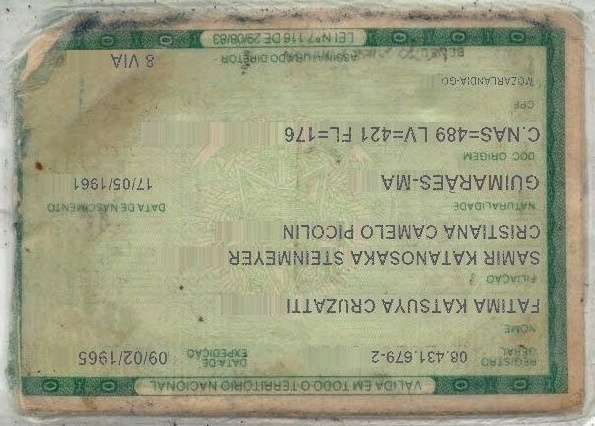 VÁLIDA EM TODO O TERRITÓRIO NACIONAL
REGISTRO GERAL 08.431.679-2 DATA DE EXPEDIÇÃO 09/02/1965
NOME
FATIMA KATSUYA CRUZATTI
FILIAÇÃO
SAMIR KATANOSAKA STEINMEYER
CRISTIANA CAMELO PICOLIN
NATURALIDADE DATA DE NASCIMENTO
GUIMARÃES-MA 17/05/1961
DOC ORIGEM
C.NAS=489 LV=421 FL=176
CPF
MOZARLANDIA-GO
8 VIA
ASSINATURA DO DIRETOR
LEI Nº 7.116 DE 29/08/83